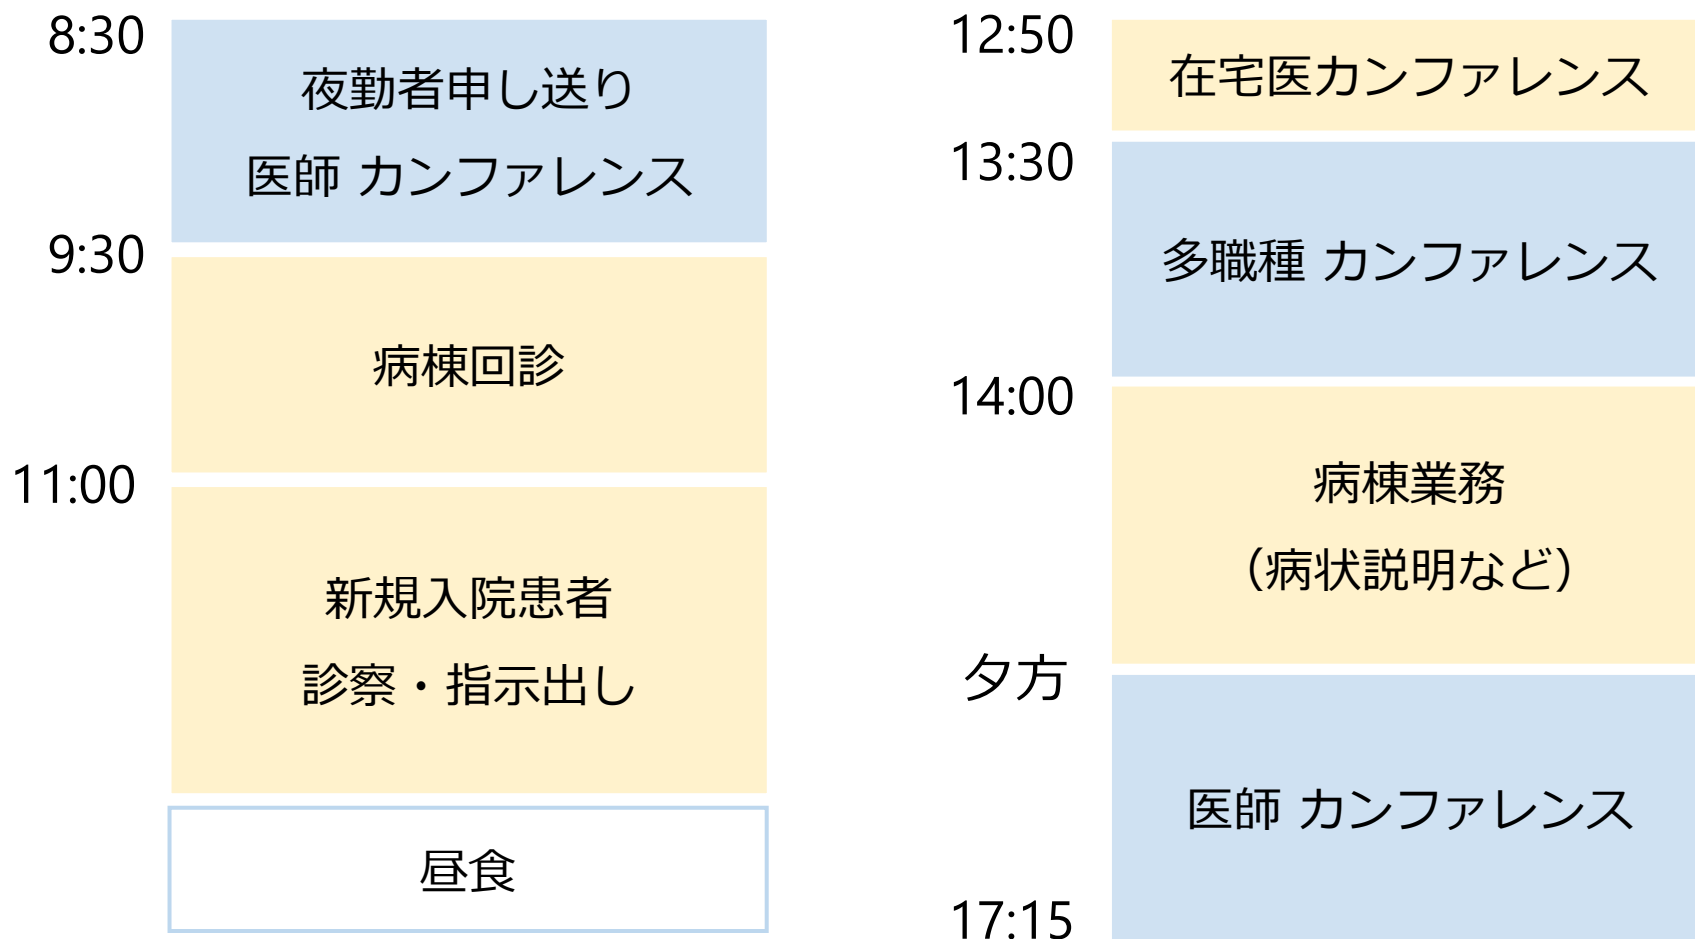 8:30
夜勤者申し送り
医師 カンファレンス
9:30
病棟回診
11:00
新規入院患者
診察・指示出し
昼食
12:50
在宅医カンファレンス
13:30
多職種 カンファレンス
14:00
病棟業務
（病状説明など）
夕方
医師 カンファレンス
17:15